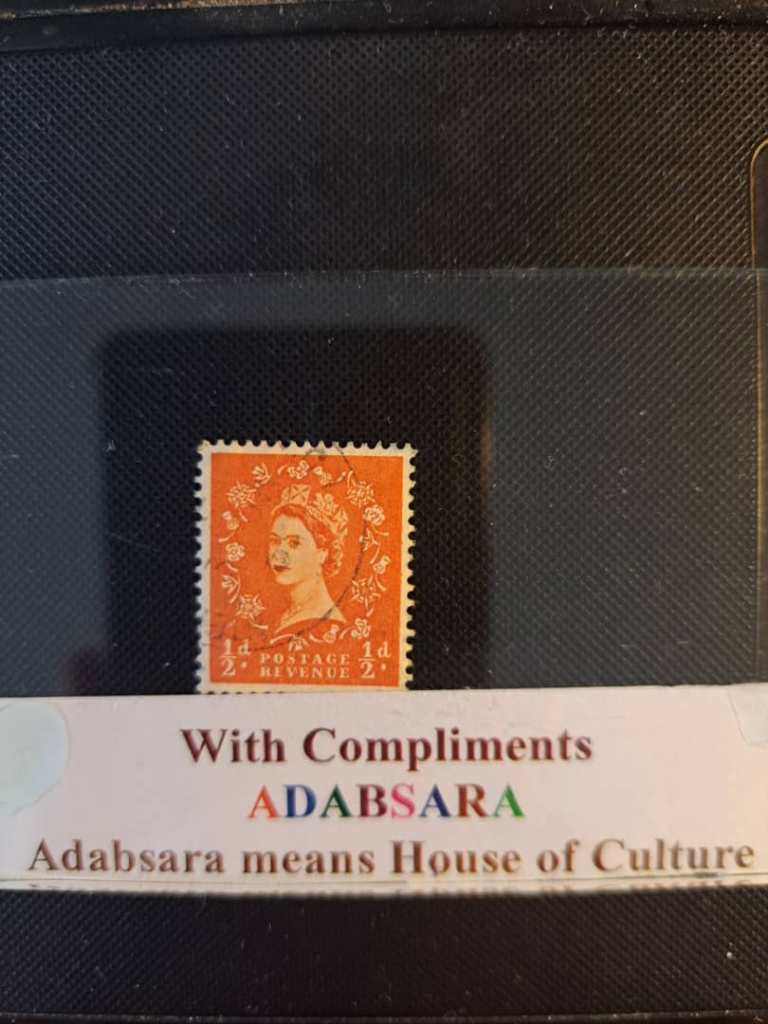 ½d. POSTAGE REVENUE ½d.
With Compliments
ADABSARA
Adabsara means House of Culture